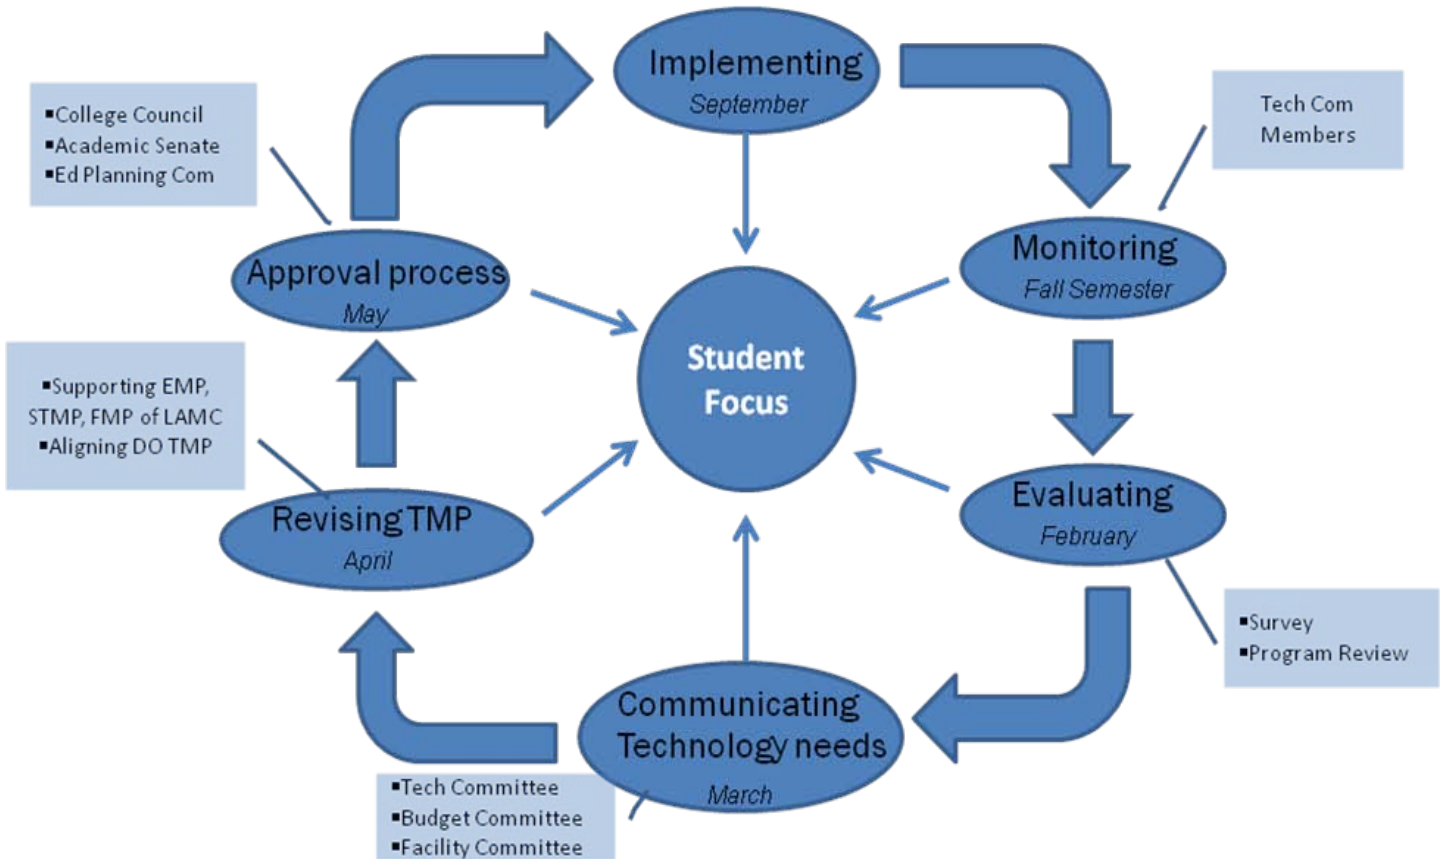 Implementing
September
▪College Council
▪Academic Senate
▪Ed Planning Com
Tech Com
Members
Approval process
May
Monitoring
Fall Semester
Student
Focus
▪Supporting EMP,
STMP, FMP of LAMC
▪Aligning DO TMP
Revising TMP
April
Evaluating
February
▪Survey
▪Program Review
Communicating
Technology needs
March
▪Tech Committee
▪Budget Committee
▪Facility Committee